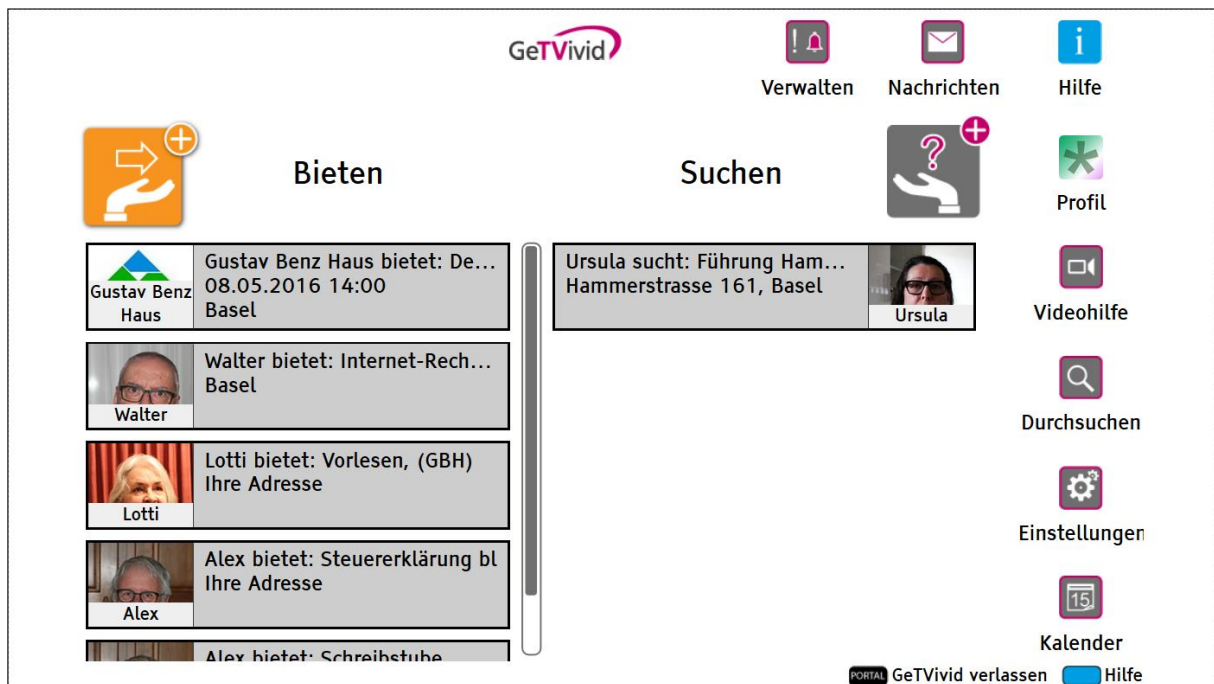 GeTVivid
Verwalten
Nachrichten
Hilfe
Bieten
Suchen
?
Profil
Gustav Benz Haus bietet: De...
08.05.2016 14:00
Basel
Gustav Benz
Haus
Walter bietet: Internet-Rech...
Basel
Walter
Lotti bietet: Vorlesen, (GBH)
Ihre Adresse
Lotti
Alex bietet: Steuererklärung bl
Ihre Adresse
Alex
Alex bietet: Schreibstube
Ursula sucht: Führung Ham...
Hammerstrasse 161, Basel
Ursula
Videohilfe
Durchsuchen
Einstellungen
15
Kalender
PORTAL GeTVivid verlassen Hilfe